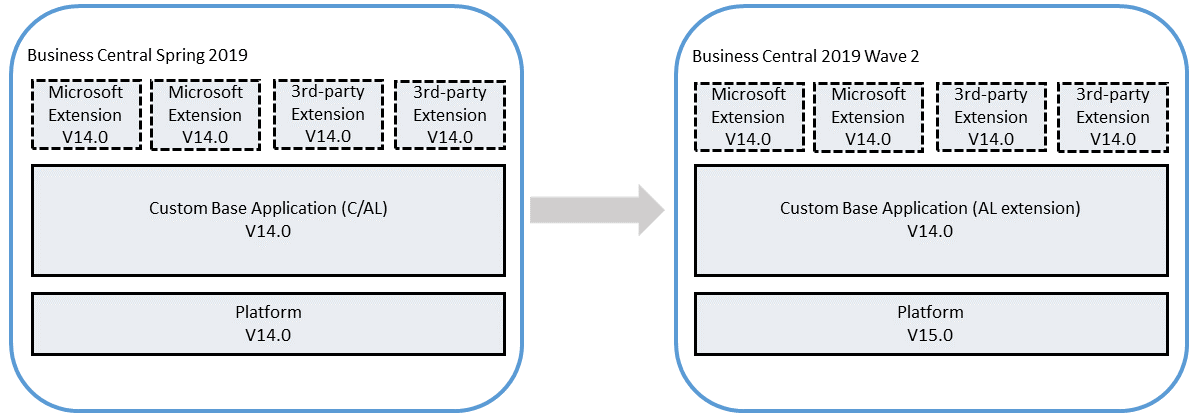 Business Central Spring 2019
Microsoft
Extension
V14.0
Microsoft
Extension
V14.0
3rd-party
Extension
V14.0
3rd-party
Extension
V14.0
Custom Base Application (C/AL)
V14.0
Platform
V14.0
Business Central 2019 Wave 2
Microsoft
Extension
V14.0
Microsoft
Extension
V14.0
3rd-party
Extension
V14.0
3rd-party
Extension
V14.0
Custom Base Application (AL extension)
V14.0
Platform
V15.0